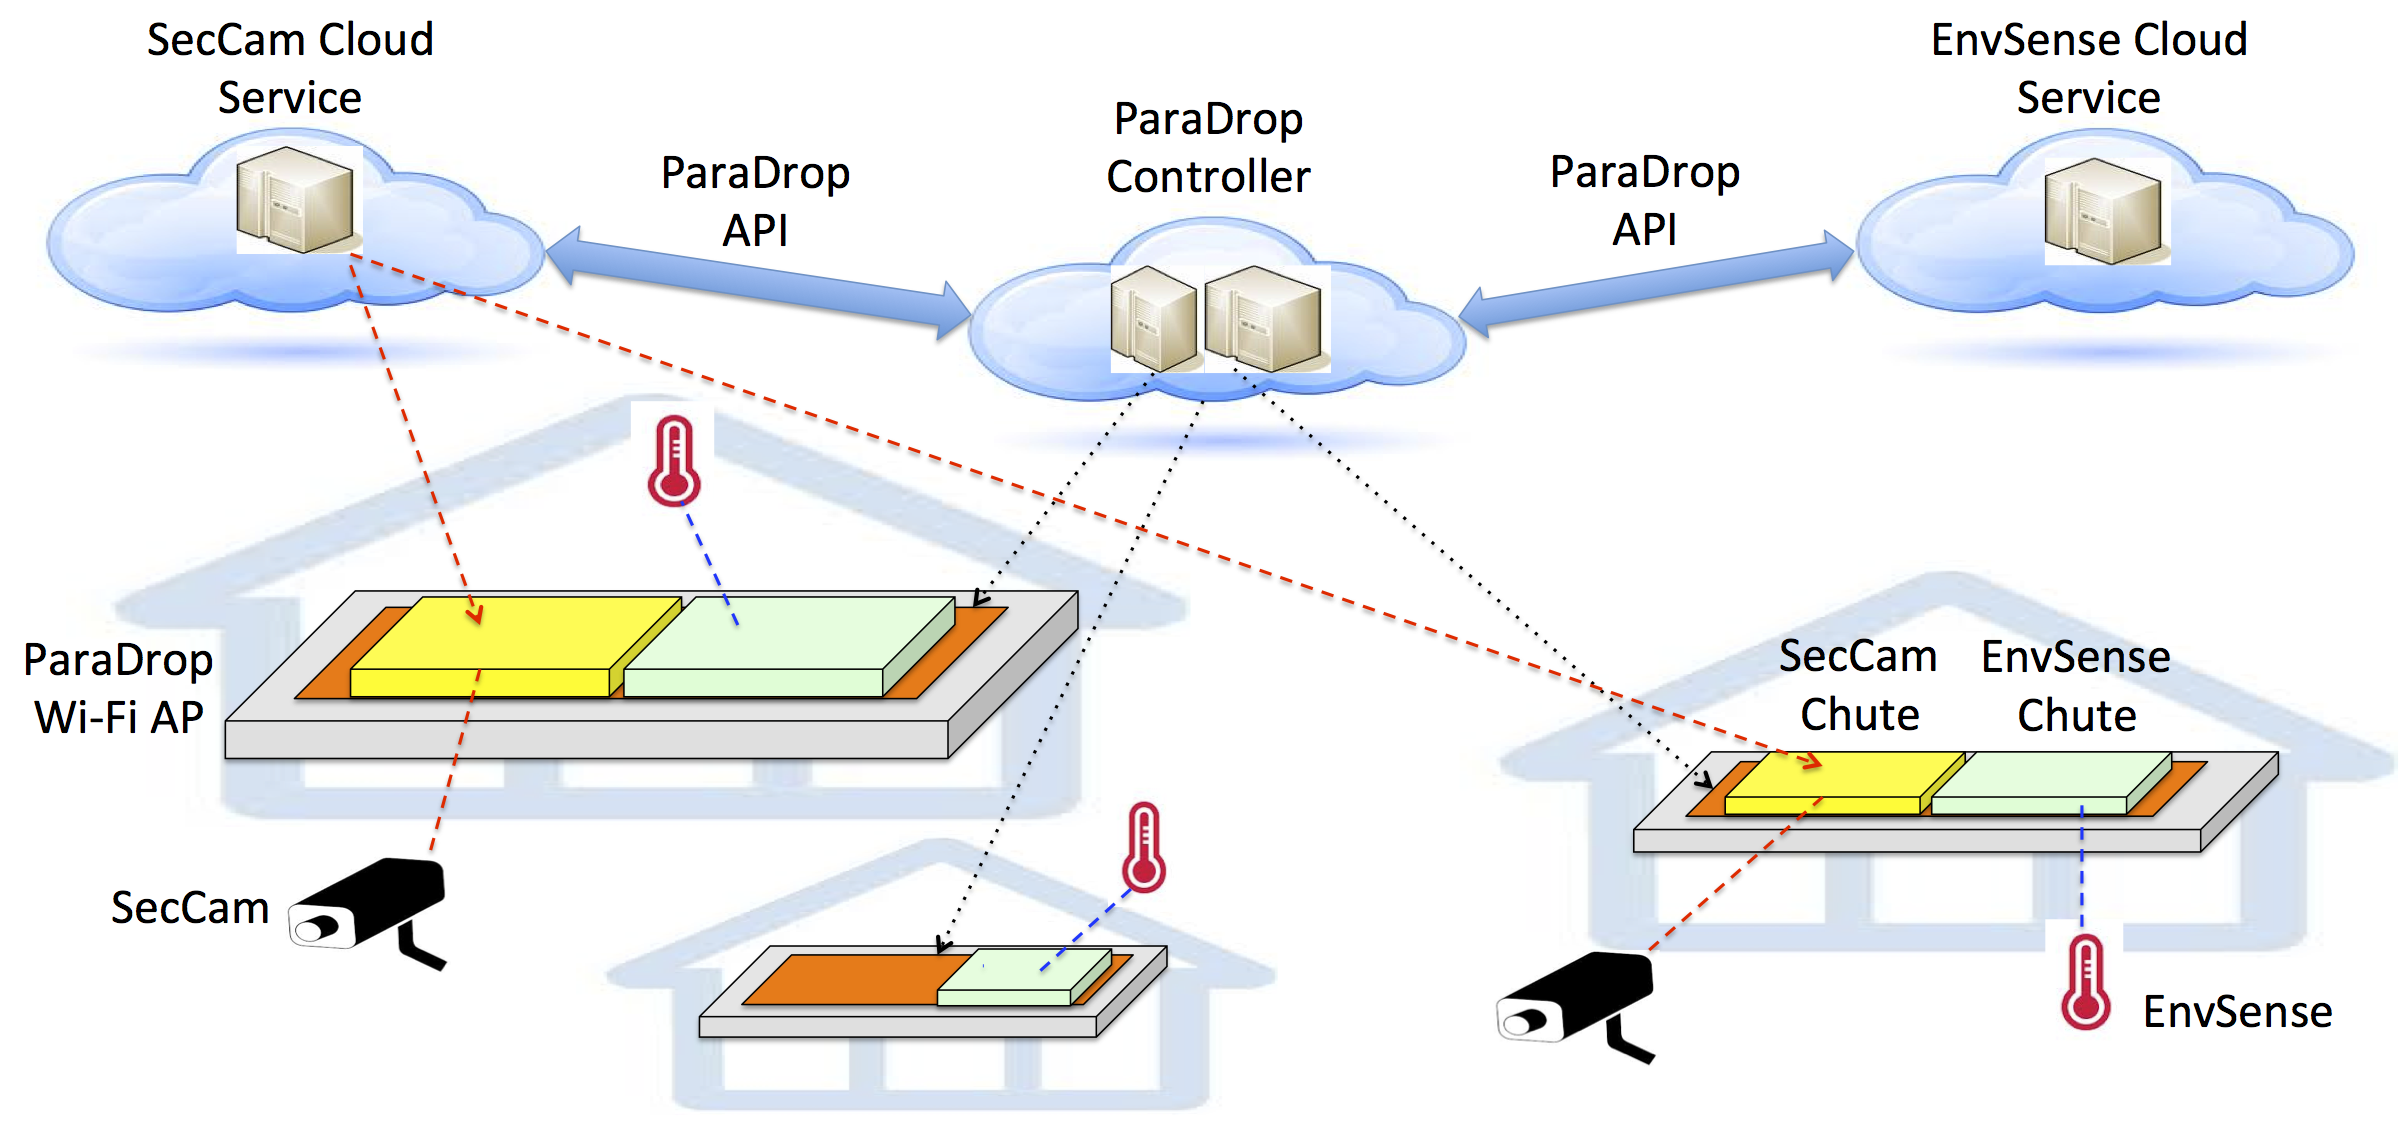 SecCam Cloud
Service
ParaDrop
API
ParaDrop
Controller
ParaDrop
API
EnvSense Cloud
Service
ParaDrop
Wi-Fi AP
SecCam
Chute
EnvSense
Chute
SecCam
EnvSense